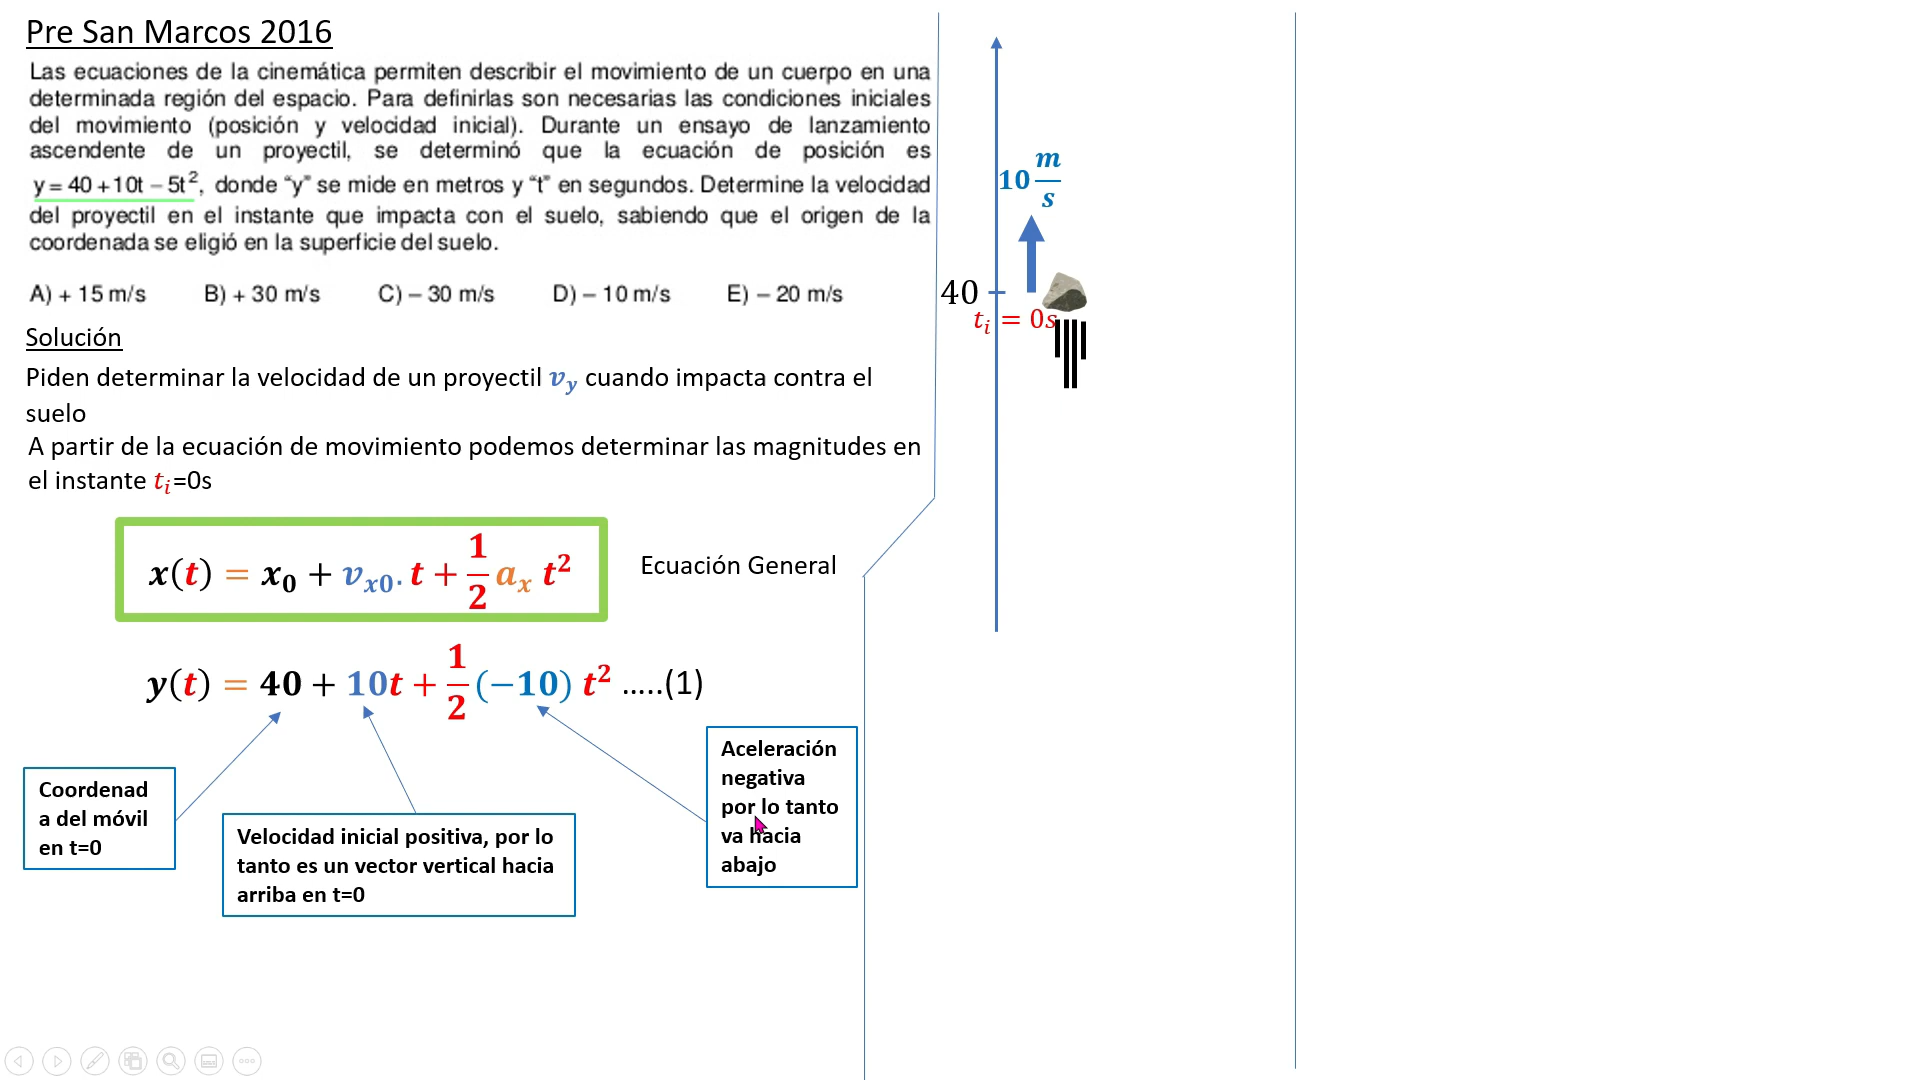 Pre San Marcos 2016
Las ecuaciones de la cinemática permiten describir el movimiento de un cuerpo en una
determinada región del espacio. Para definirlas son necesarias las condiciones iniciales
del movimiento (posición y velocidad inicial). Durante un ensayo de lanzamiento
ascendente de un proyectil, se determinó que la ecuación de posición es
y = 40 + 10t – 5t², donde “y” se mide en metros y “t” en segundos. Determine la velocidad
del proyectil en el instante que impacta con el suelo, sabiendo que el origen de la
coordenada se eligió en la superficie del suelo.
A) + 15 m/s B) + 30 m/s C) – 30 m/s D) – 10 m/s E) – 20 m/s
Solución
Piden determinar la velocidad de un proyectil v_y cuando impacta contra el
suelo
A partir de la ecuación de movimiento podemos determinar las magnitudes en
el instante t_i=0s
x(t) = x_0 + v_x0. t + 1/2 a_x t²
Ecuación General
y(t) = 40 + 10t + 1/2 (−10) t² .....(1)
Coordenad
a del móvil
en t=0
Velocidad inicial positiva, por lo
tanto es un vector vertical hacia
arriba en t=0
Aceleración
negativa
por lo tanto
va hacia
abajo
10 m/s
40
t_i = 0s